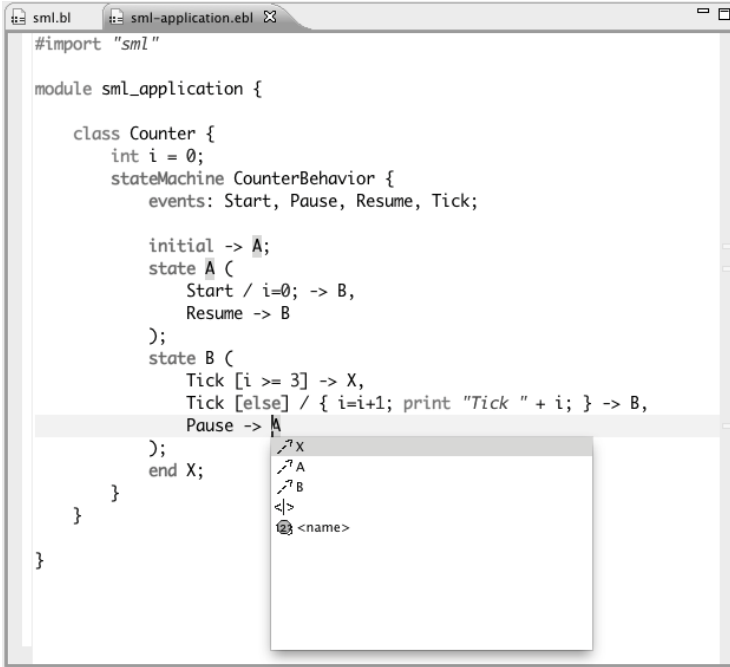 sml.bl sml-application.ebl
#import "sml"
module sml_application {
class Counter {
int i = 0;
stateMachine CounterBehavior {
events: Start, Pause, Resume, Tick;
initial -> A;
state A (
Start / i=0; -> B,
Resume -> B
);
state B (
Tick [i >= 3] -> X,
Tick [else] / { i=i+1; print "Tick " + i; } -> B,
Pause -> A
);
end X;
}
}
}
X
A
B
<|>
123 <name>